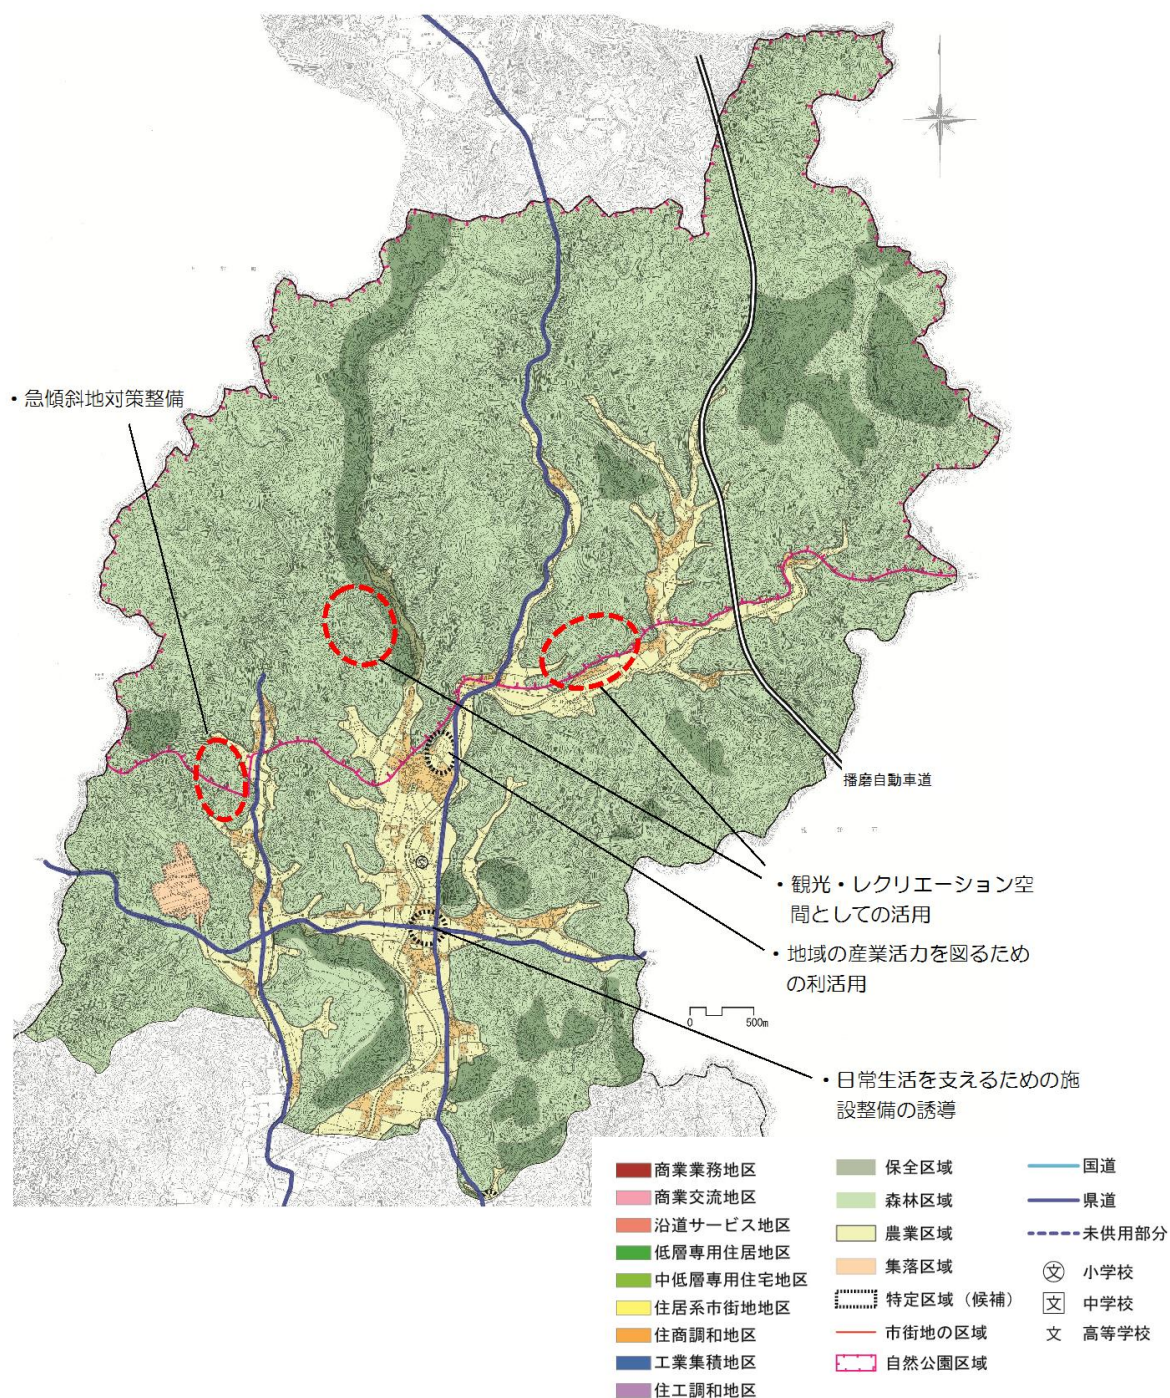 ・急傾斜地対策整備
播磨自動車道
・観光・レクリエーション空
間としての活用
・地域の産業活力を図るため
の利活用
0 500m
・日常生活を支えるための施
設整備の誘導
文
商業業務地区
商業交流地区
沿道サービス地区
低層専用住居地区
中低層専用住宅地区
住居系市街地地区
住商調和地区
工業集積地区
住工調和地区
保全区域
森林区域
農業区域
集落区域
特定区域（候補）
市街地の区域
自然公園区域
国道
県道
未供用部分
文 小学校
文 中学校
文 高等学校